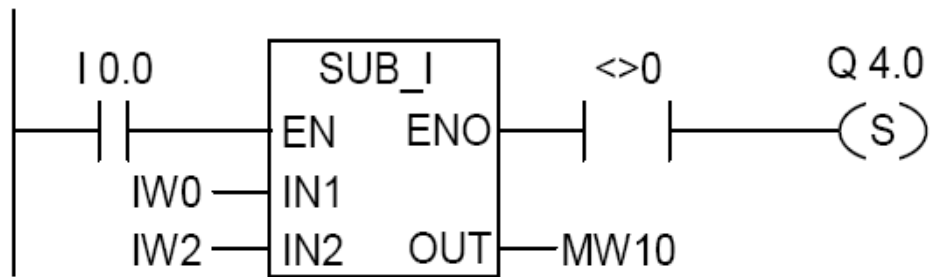 I 0.0 SUB_I <>0 Q 4.0
EN ENO ( S )
IW0 IN1
IW2 IN2 OUT MW10